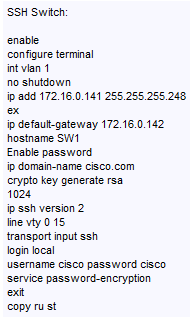 SSH Switch:
enable
configure terminal
int vlan 1
no shutdown
ip add 172.16.0.141 255.255.255.248
ex
ip default-gateway 172.16.0.142
hostname SW1
Enable password
ip domain-name cisco.com
crypto key generate rsa
1024
ip ssh version 2
line vty 0 15
transport input ssh
login local
username cisco password cisco
service password-encryption
exit
copy ru st